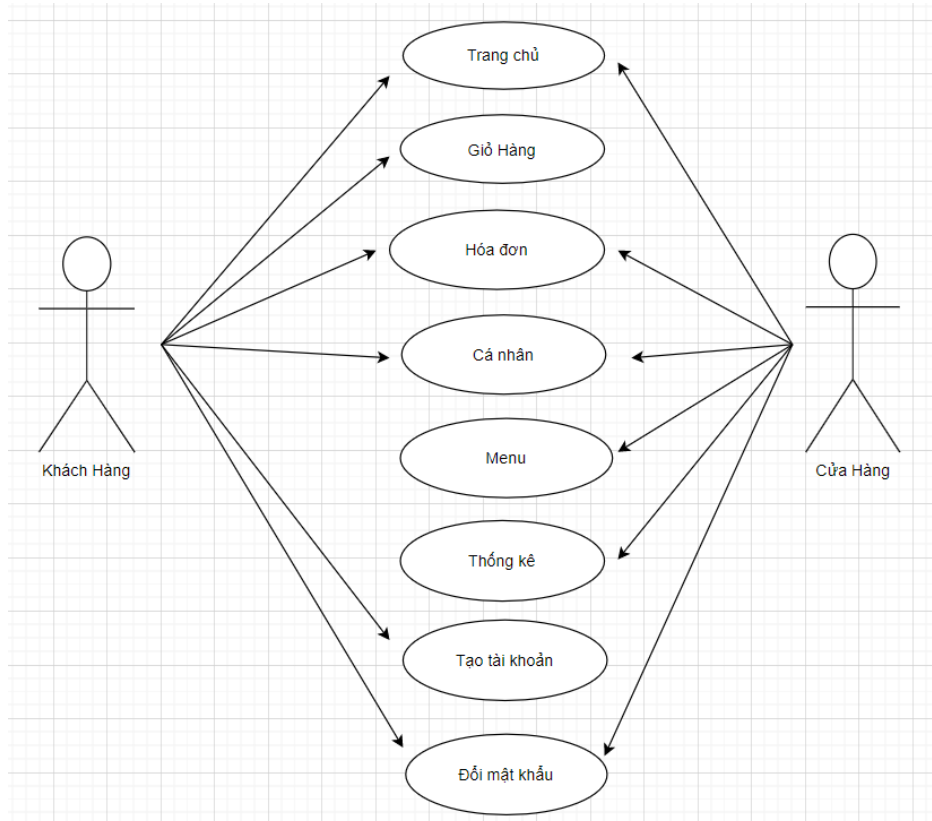 Trang chủ
Giỏ Hàng
Hóa đơn
Cá nhân
Menu
Khách Hàng
Cửa Hàng
Thống kê
Tạo tài khoản
Đổi mật khẩu